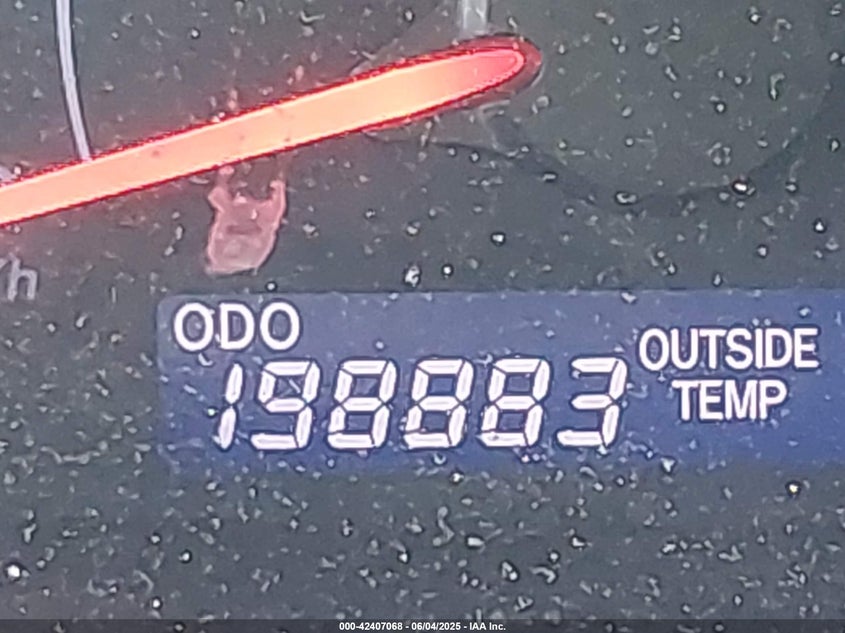 /h
ODO
198883
OUTSIDE
TEMP
000-42407068 - 06/04/2025 - IAA Inc.